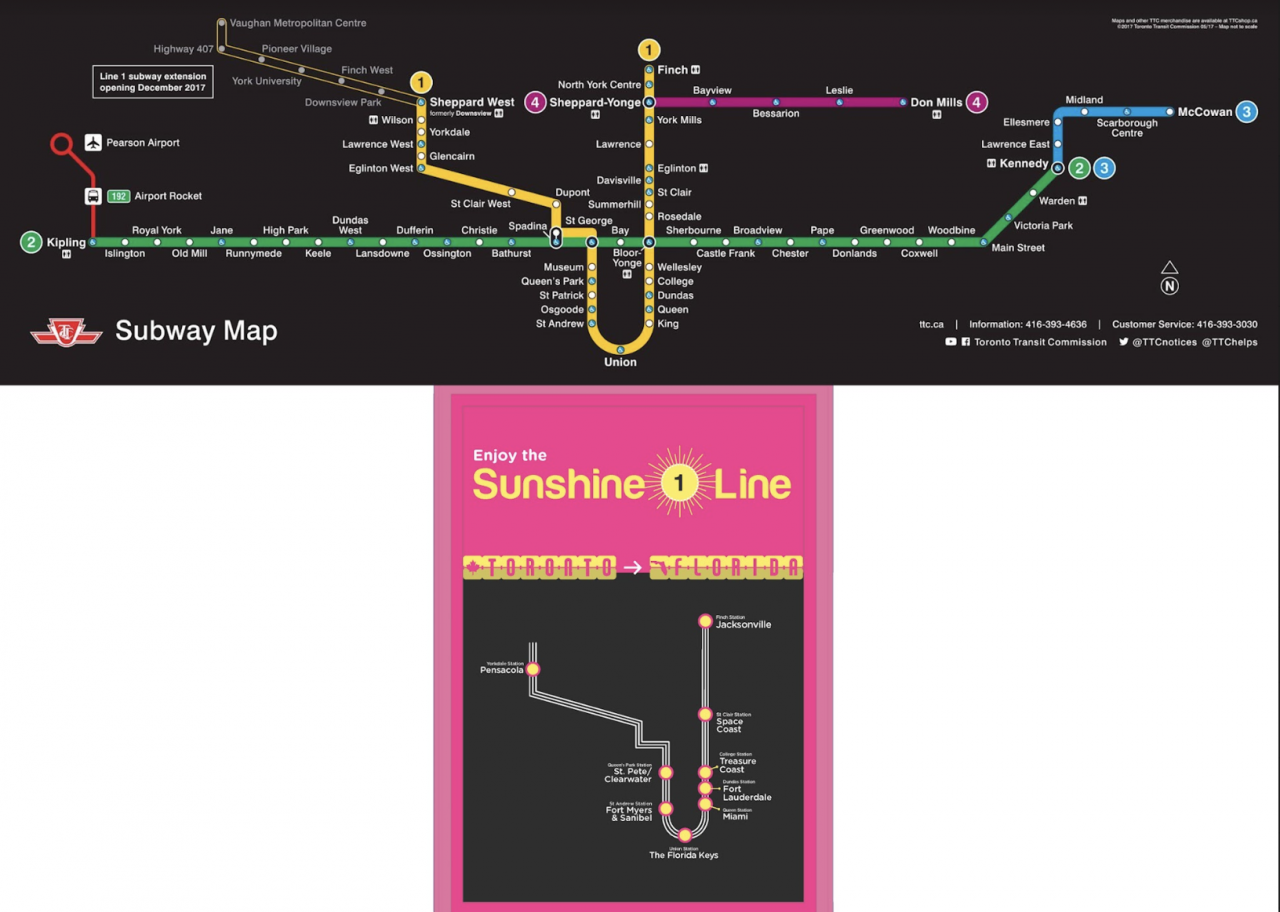 Maps and other TTC merchandise are available at TTCshop.ca
©2017 Toronto Transit Commission 05/17 – Map not to scale
Vaughan Metropolitan Centre
Highway 407
Pioneer Village
York University
Finch West
Downsview Park
Line 1 subway extension
opening December 2017
1
Sheppard West
formerly Downsview
Wilson
Yorkdale
Lawrence West
Glencairn
Eglinton West
St Clair West
Dupont
Spadina
St George
Museum
Queen's Park
St Patrick
Osgoode
St Andrew
Union
King
Queen
Dundas
College
Wellesley
Bloor-
Yonge
Rosedale
Summerhill
St Clair
Davisville
Eglinton
Lawrence
York Mills
4 Sheppard-Yonge
North York Centre
Finch
1
Bayview
Bessarion
Leslie
Don Mills 4
Pearson Airport
192 Airport Rocket
2 Kipling
Islington
Royal York
Old Mill
Jane
Runnymede
High Park
Keele
Dundas
West
Lansdowne
Dufferin
Ossington
Christie
Bathurst
Bay
Sherbourne
Castle Frank
Broadview
Chester
Pape
Donlands
Greenwood
Coxwell
Woodbine
Main Street
Victoria Park
Warden
Kennedy 2 3
Lawrence East
Ellesmere
Midland
Scarborough
Centre
McCowan 3
N
TTC
Subway Map
ttc.ca | Information: 416-393-4636 | Customer Service: 416-393-3030
Toronto Transit Commission @TTCnotices @TTChelps
Enjoy the
Sunshine 1 Line
TORONTO → FLORIDA
Finch Station
Jacksonville
Yorkdale Station
Pensacola
St Clair Station
Space
Coast
College Station
Treasure
Coast
Queen's Park Station
St. Pete/
Clearwater
Dundas Station
Fort
Lauderdale
St Andrew Station
Fort Myers
& Sanibel
Queen Station
Miami
Union Station
The Florida Keys